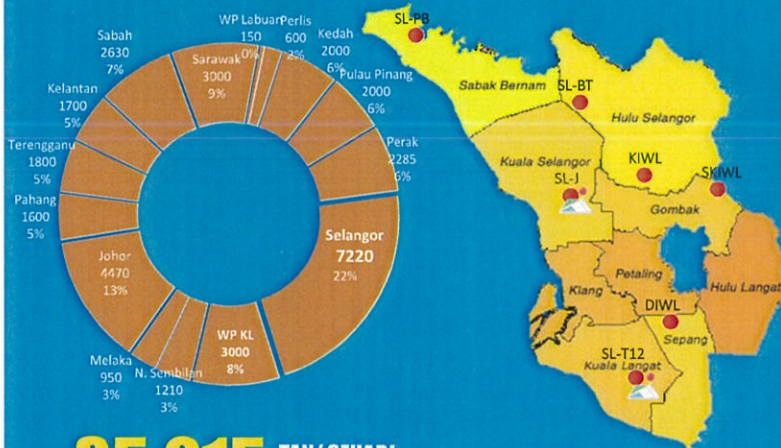 WP Labuan
150
0%
Perlis
600
2%
Kedah
2000
6%
Pulau Pinang
2000
6%
Perak
2285
6%
Selangor
7220
22%
WP KL
3000
8%
N. Sembilan
1210
3%
Melaka
950
3%
Johor
4470
13%
Pahang
1600
5%
Terengganu
1800
5%
Kelantan
1700
5%
Sabah
2630
7%
Sarawak
3000
9%
SL-PB
Sabak Bernam
SL-BT
Hulu Selangor
Kuala Selangor
SL-J
KIWL
SKIWL
Gombak
Petaling
Klang
Hulu Langat
DIWL
Sepang
SL-T12
Kuala Langat